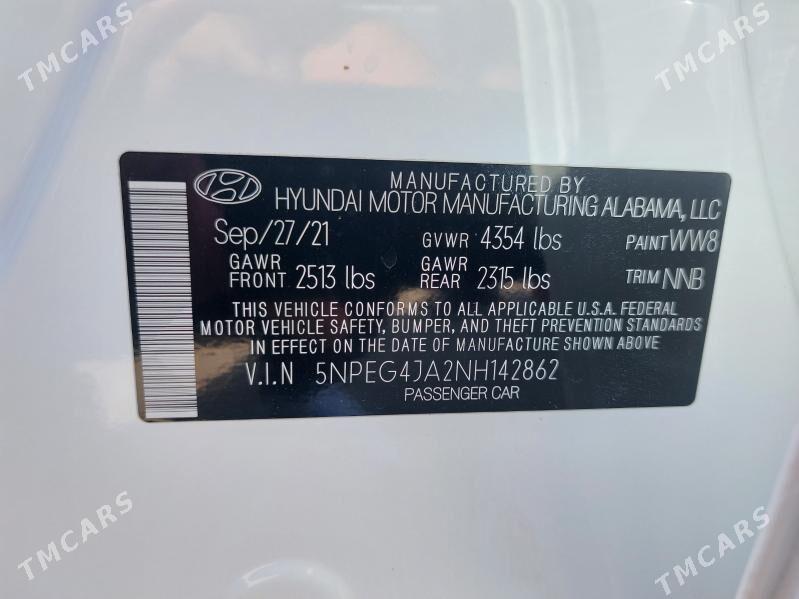 TMCARS
TMCARS
MANUFACTURED BY
HYUNDAI MOTOR MANUFACTURING ALABAMA, LLC
Sep/27/21 GVWR 4354 lbs PAINT WW8
GAWR FRONT 2513 lbs GAWR REAR 2315 lbs TRIM NNB
THIS VEHICLE CONFORMS TO ALL APPLICABLE U.S.A. FEDERAL
MOTOR VEHICLE SAFETY, BUMPER, AND THEFT PREVENTION STANDARDS
IN EFFECT ON THE DATE OF MANUFACTURE SHOWN ABOVE.
V.I.N 5NPEG4JA2NH142862
PASSENGER CAR
TMCARS
TMCARS